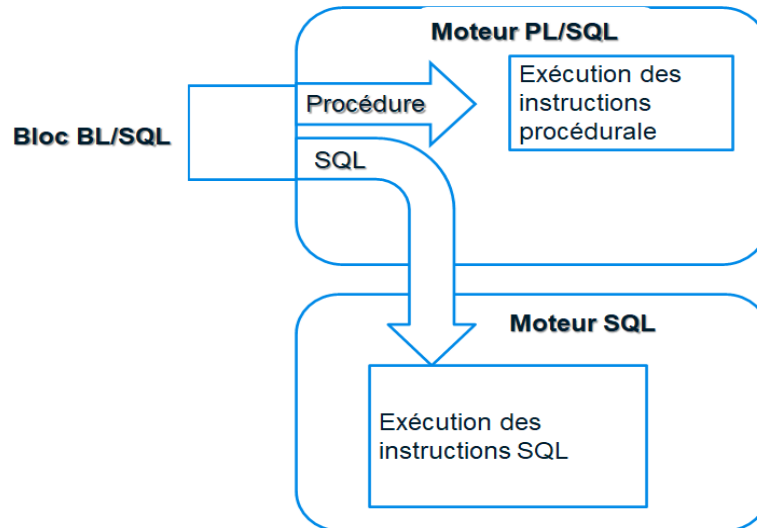 Moteur PL/SQL
Exécution des
instructions
procédurale
Procédure
Bloc BL/SQL
SQL
Moteur SQL
Exécution des
instructions SQL